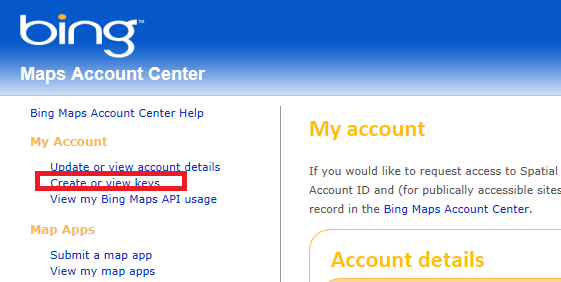 bing
Maps Account Center
Bing Maps Account Center Help
My Account
Update or view account details
Create or view keys
View my Bing Maps API usage
Map Apps
Submit a map app
View my map apps
My account
If you would like to request access to Spatial
Account ID and (for publically accessible sites
record in the Bing Maps Account Center.
Account details